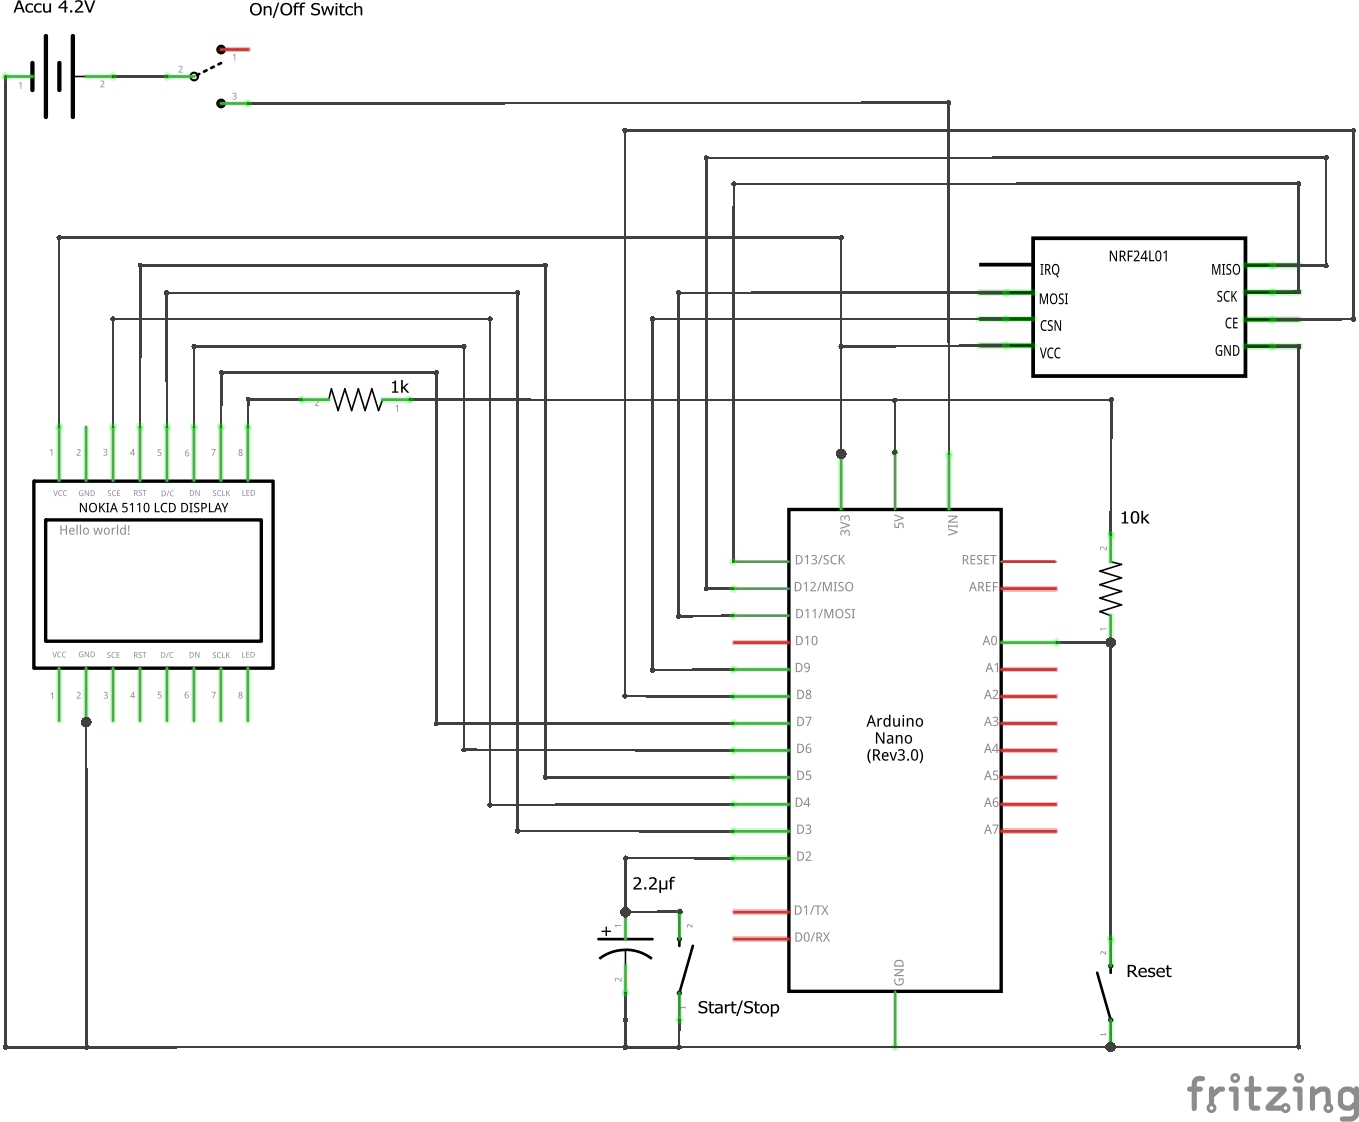 Accu 4.2V
On/Off Switch
1
2
2
1
3
NRF24L01
IRQ
MOSI
CSN
VCC
MISO
SCK
CE
GND
1k
2
1
1 2 3 4 5 6 7 8
VCC GND SCE RST D/C DN SCLK LED
NOKIA 5110 LCD DISPLAY
Hello world!
VCC GND SCE RST D/C DN SCLK LED
1 2 3 4 5 6 7 8
3V3
5V
VIN
D13/SCK
D12/MISO
D11/MOSI
D10
D9
D8
D7
D6
D5
D4
D3
D2
D1/TX
D0/RX
Arduino
Nano
(Rev3.0)
RESET
AREF
A0
A1
A2
A3
A4
A5
A6
A7
GND
10k
2
1
2.2µf
+
1
2
2
1
Start/Stop
2
Reset
1
fritzing